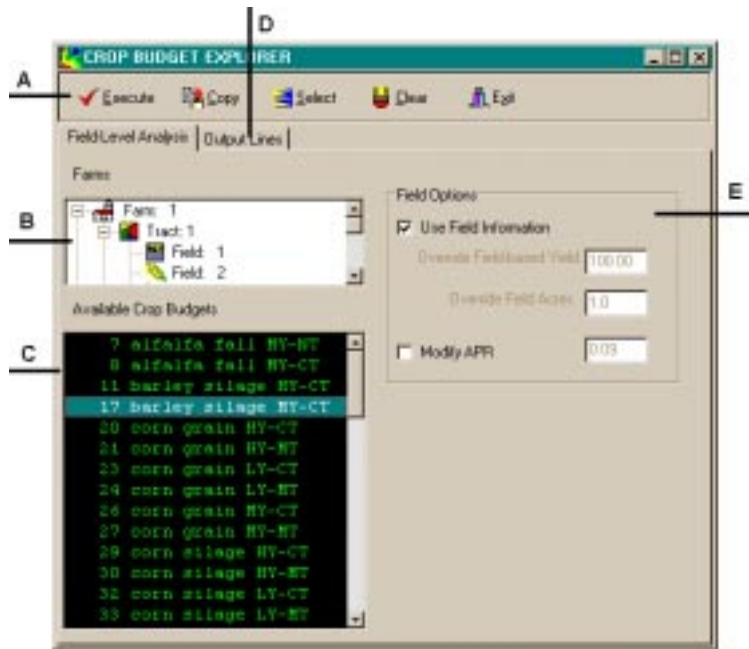 D
CROP BUDGET EXPLORER
A
Execute Copy Select Clear Exit
Field-Level Analysis Output Lines
Farms
Field Options
E
B
Farm: 1
Tract: 1
Field: 1
Field: 2
Use Field Information
Override Field-based Yield 100.00
Override Field Acres 1.0
Modify APR 0.09
Available Crop Budgets
C
7 alfalfa fall MY-NT
8 alfalfa fall MY-CT
11 barley silage MY-CT
17 barley silage MY-CT
20 corn grain HY-CT
21 corn grain HY-NT
23 corn grain LY-CT
24 corn grain LY-NT
26 corn grain MY-CT
27 corn grain MY-NT
29 corn silage HY-CT
30 corn silage HY-NT
32 corn silage LY-CT
33 corn silage LY-NT